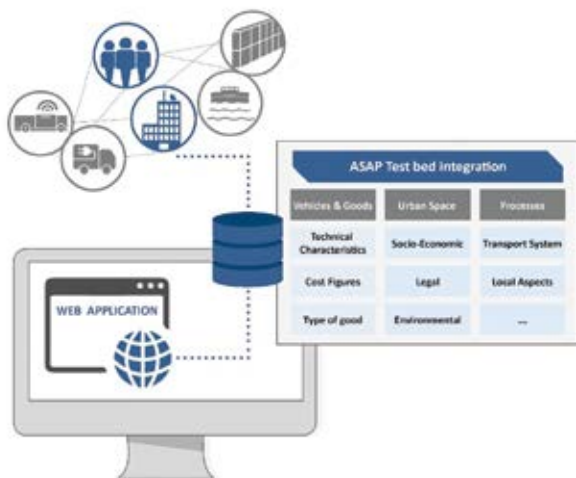 ASAP Test bed integration
Vehicles & Goods
Urban Space
Processes
Technical
Characteristics
Socio-Economic
Transport System
Cost Figures
Legal
Local Aspects
Type of good
Environmental
...
WEB APPLICATION